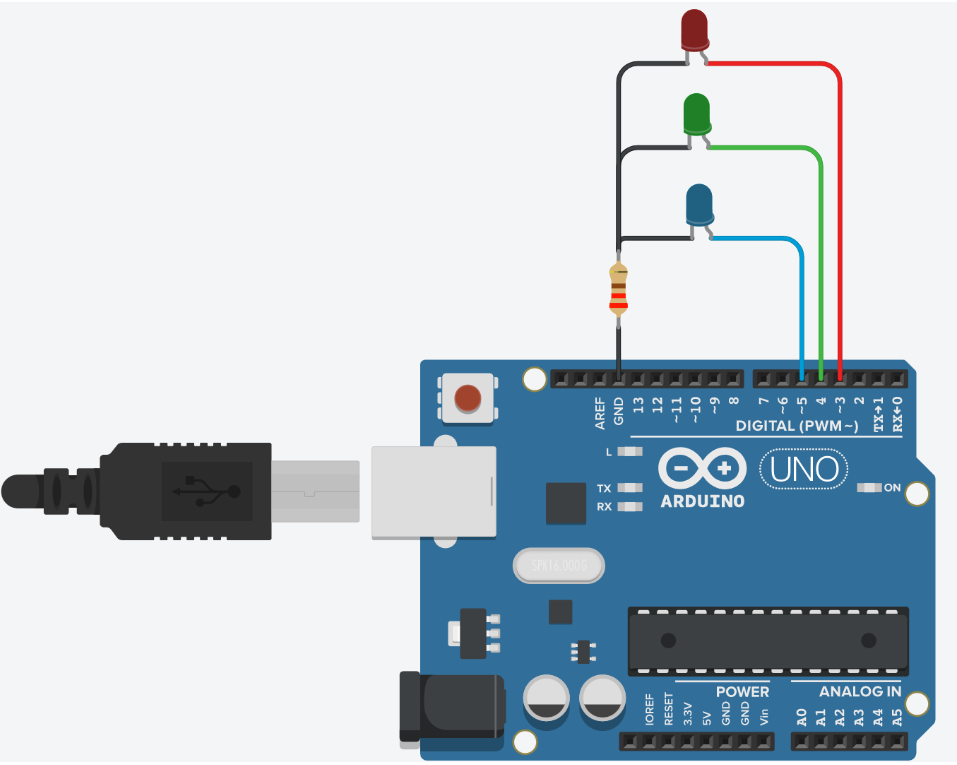 AREF
GND
13
12
~11
~10
~9
8
7
~6
~5
4
~3
2
TX→1
RX←0
DIGITAL (PWM~)
L
TX
RX
ARDUINO
UNO
ON
SPK16.000G
POWER
ANALOG IN
IOREF
RESET
3.3V
5V
GND
GND
Vin
A0
A1
A2
A3
A4
A5